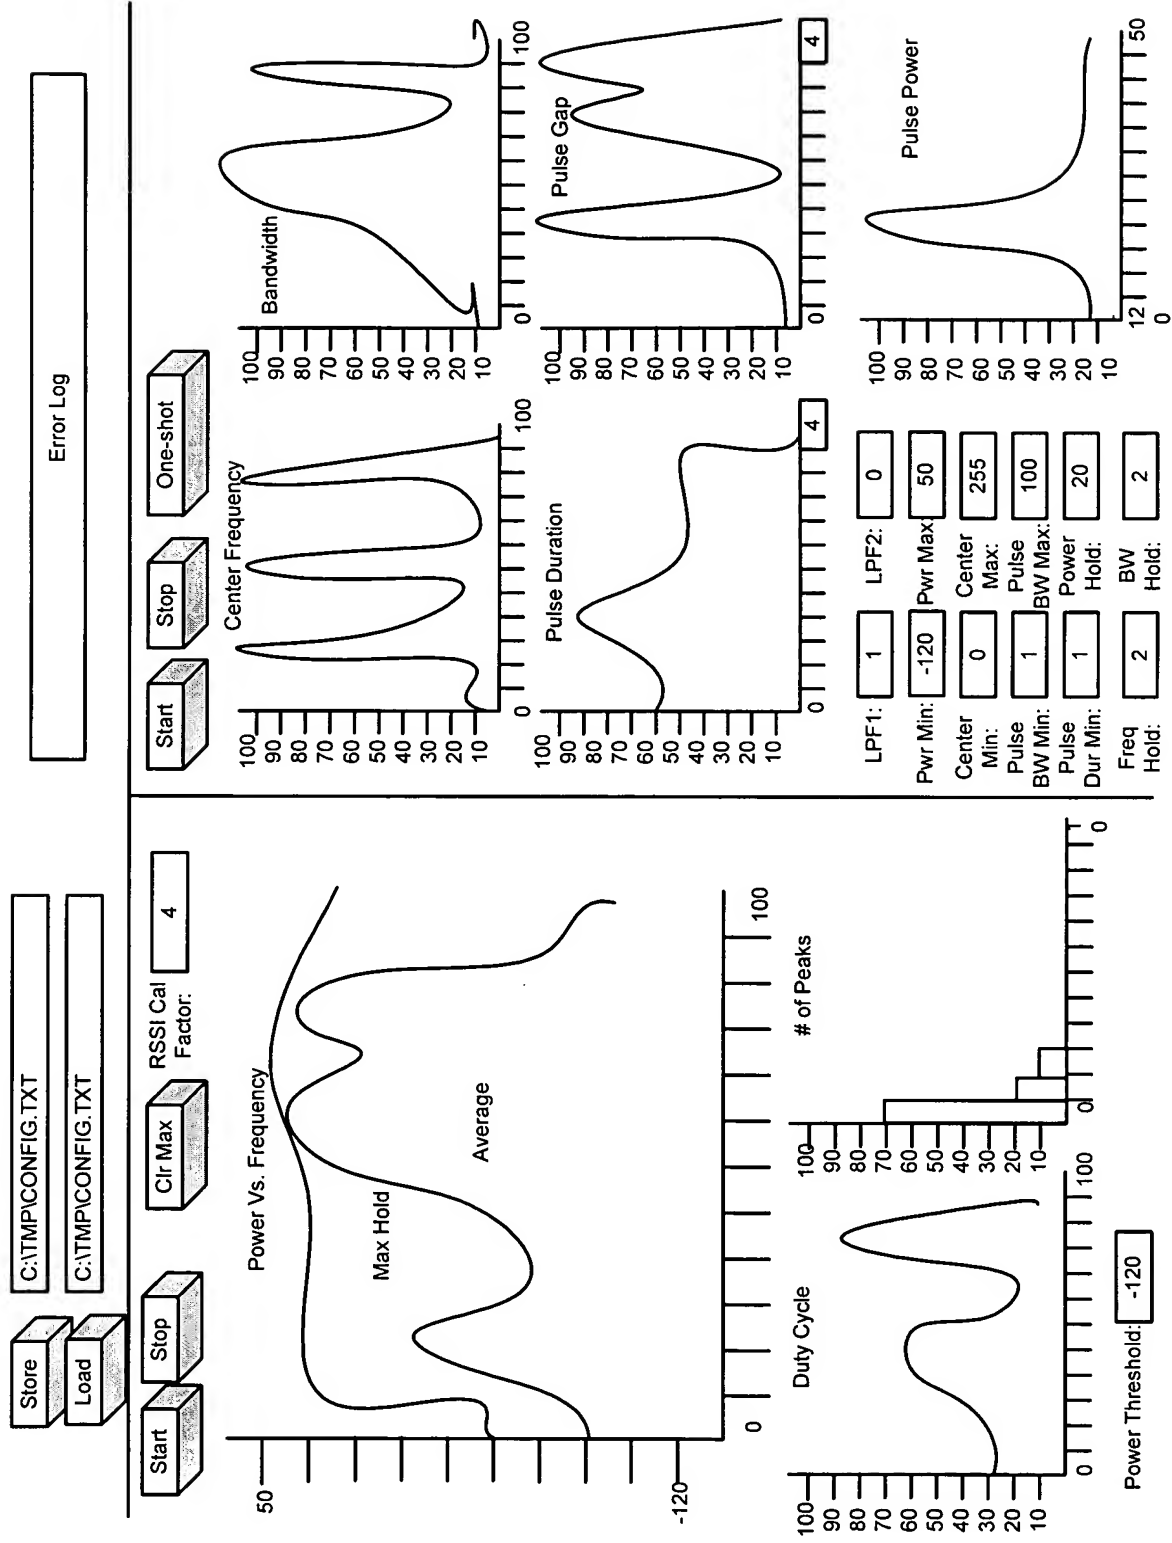 Store
C:\TMP\CONFIG.TXT
Load
C:\TMP\CONFIG.TXT
Error Log
Start
Stop
Clr Max
RSSI Cal
Factor:
4
Power Vs. Frequency
50
-120
Max Hold
Average
0
100
Duty Cycle
100
90
80
70
60
50
40
30
20
10
0
100
Power Threshold:
-120
# of Peaks
100
90
80
70
60
50
40
30
20
10
0
0
Start
Stop
One-shot
Center Frequency
100
90
80
70
60
50
40
30
20
10
0
100
Bandwidth
100
90
80
70
60
50
40
30
20
10
0
100
Pulse Duration
100
90
80
70
60
50
40
30
20
10
0
4
Pulse Gap
100
90
80
70
60
50
40
30
20
10
0
4
LPF1:
1
LPF2:
0
Pwr Min:
-120
Pwr Max:
50
Center
Min:
0
Center
Max:
255
Pulse
BW Min:
1
Pulse
BW Max:
100
Pulse
Dur Min:
1
Power
Hold:
20
Freq
Hold:
2
BW
Hold:
2
Pulse Power
100
90
80
70
60
50
40
30
20
10
12
0
50